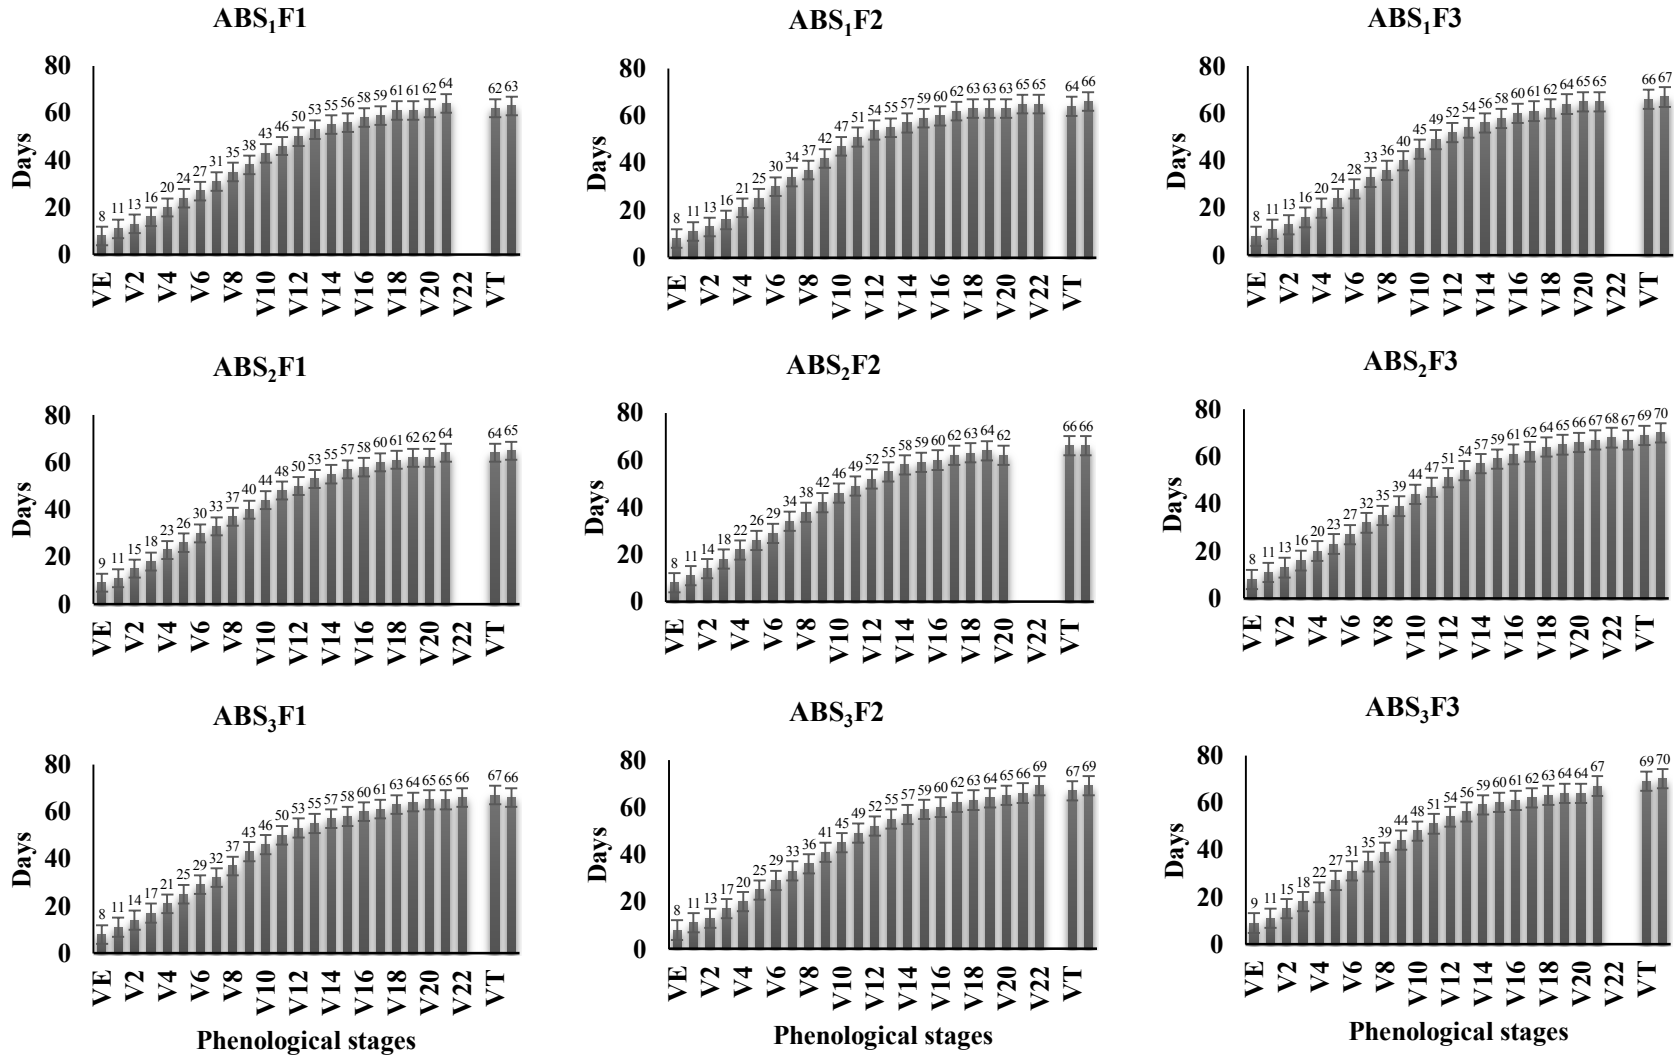 ABS₁F1
80
60
40
20
0
Days
8 11 13 16 20 24 27 31 35 38 43 46 50 53 55 56 58 59 61 61 62 64 62 63
VE V2 V4 V6 V8 V10 V12 V14 V16 V18 V20 V22 VT
ABS₁F2
80
60
40
20
0
Days
8 11 13 16 21 25 30 34 37 42 47 51 54 55 57 59 60 62 63 63 63 65 65 64 66
VE V2 V4 V6 V8 V10 V12 V14 V16 V18 V20 V22 VT
ABS₁F3
80
60
40
20
0
Days
8 11 13 16 20 24 28 33 36 40 45 49 52 54 56 58 60 61 62 64 65 65 66 67
VE V2 V4 V6 V8 V10 V12 V14 V16 V18 V20 V22 VT
ABS₂F1
80
60
40
20
0
Days
9 11 15 18 23 26 30 33 37 40 44 48 50 53 55 57 58 60 61 62 62 64 64 65
VE V2 V4 V6 V8 V10 V12 V14 V16 V18 V20 V22 VT
ABS₂F2
80
60
40
20
0
Days
8 11 14 18 22 26 29 34 38 42 46 49 52 55 58 59 60 62 63 64 62 66 66
VE V2 V4 V6 V8 V10 V12 V14 V16 V18 V20 V22 VT
ABS₂F3
80
60
40
20
0
Days
8 11 13 16 20 23 27 32 35 39 44 47 51 54 57 59 61 62 64 65 66 67 68 67 69 70
VE V2 V4 V6 V8 V10 V12 V14 V16 V18 V20 V22 VT
ABS₃F1
80
60
40
20
0
Days
8 11 14 17 21 25 29 32 37 43 46 50 53 55 57 58 60 61 63 64 65 65 66 67 66
VE V2 V4 V6 V8 V10 V12 V14 V16 V18 V20 V22 VT
Phenological stages
ABS₃F2
80
60
40
20
0
Days
8 11 13 17 20 25 29 33 36 41 45 49 52 55 57 59 60 62 63 64 65 66 69 67 69
VE V2 V4 V6 V8 V10 V12 V14 V16 V18 V20 V22 VT
Phenological stages
ABS₃F3
80
60
40
20
0
Days
9 11 15 18 22 27 31 35 39 44 48 51 54 56 59 60 61 62 63 64 64 67 69 70
VE V2 V4 V6 V8 V10 V12 V14 V16 V18 V20 V22 VT
Phenological stages